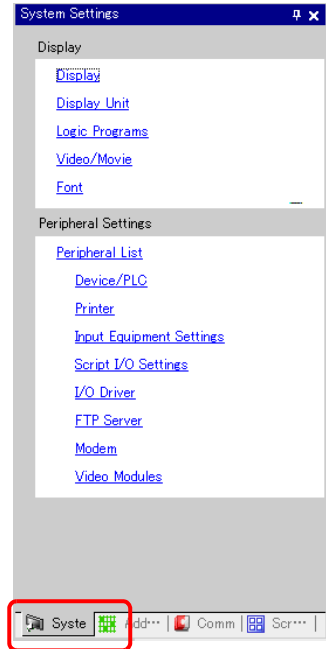 System Settings
Display
Display
Display Unit
Logic Programs
Video/Movie
Font
Peripheral Settings
Peripheral List
Device/PLC
Printer
Input Equipment Settings
Script I/O Settings
I/O Driver
FTP Server
Modem
Video Modules
Syste Add… Comm Scr…